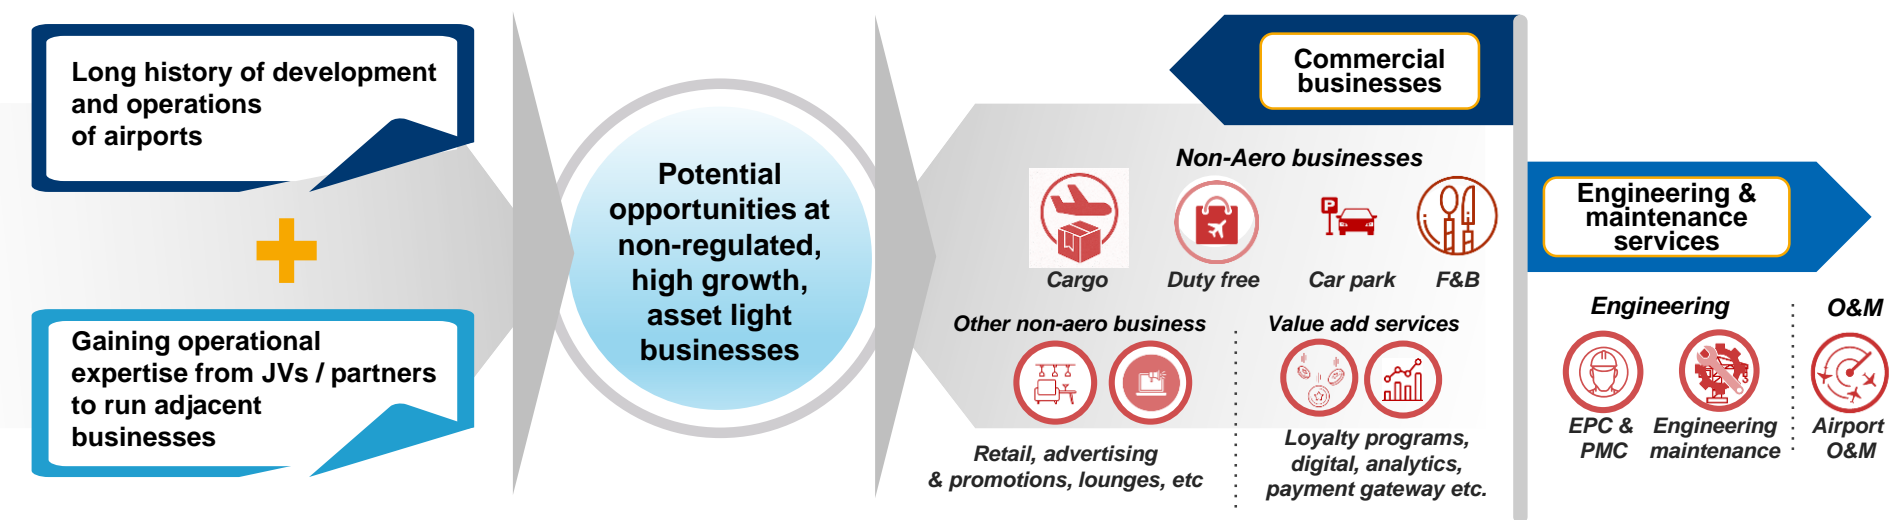 Long history of development
and operations
of airports
Gaining operational
expertise from JVs / partners
to run adjacent
businesses
Potential
opportunities at
non-regulated,
high growth,
asset light
businesses
Commercial
businesses
Non-Aero businesses
P
Cargo
Duty free
Car park
F&B
Other non-aero business
Retail, advertising
& promotions, lounges, etc
Value add services
Loyalty programs,
digital, analytics,
payment gateway etc.
Engineering &
maintenance
services
Engineering
EPC &
PMC
Engineering
maintenance
O&M
Airport
O&M